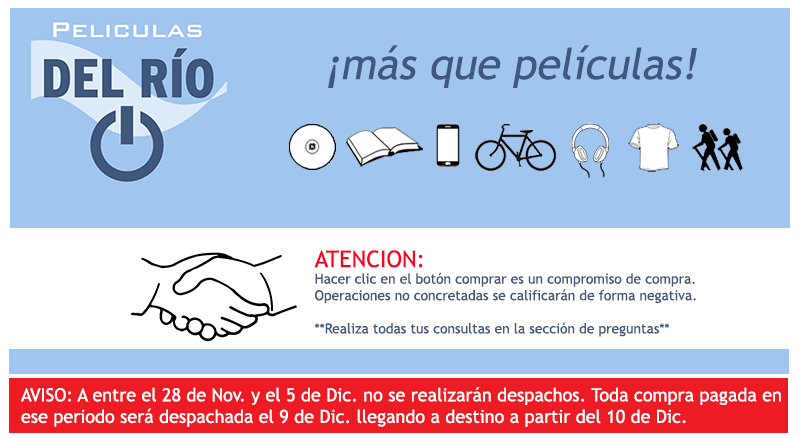 PELICULAS
DEL RÍO
¡más que películas!
ATENCION:
Hacer clic en el botón comprar es un compromiso de compra.
Operaciones no concretadas se calificarán de forma negativa.
**Realiza todas tus consultas en la sección de preguntas**
AVISO: A entre el 28 de Nov. y el 5 de Dic. no se realizarán despachos. Toda compra pagada en
ese periodo será despachada el 9 de Dic. llegando a destino a partir del 10 de Dic.